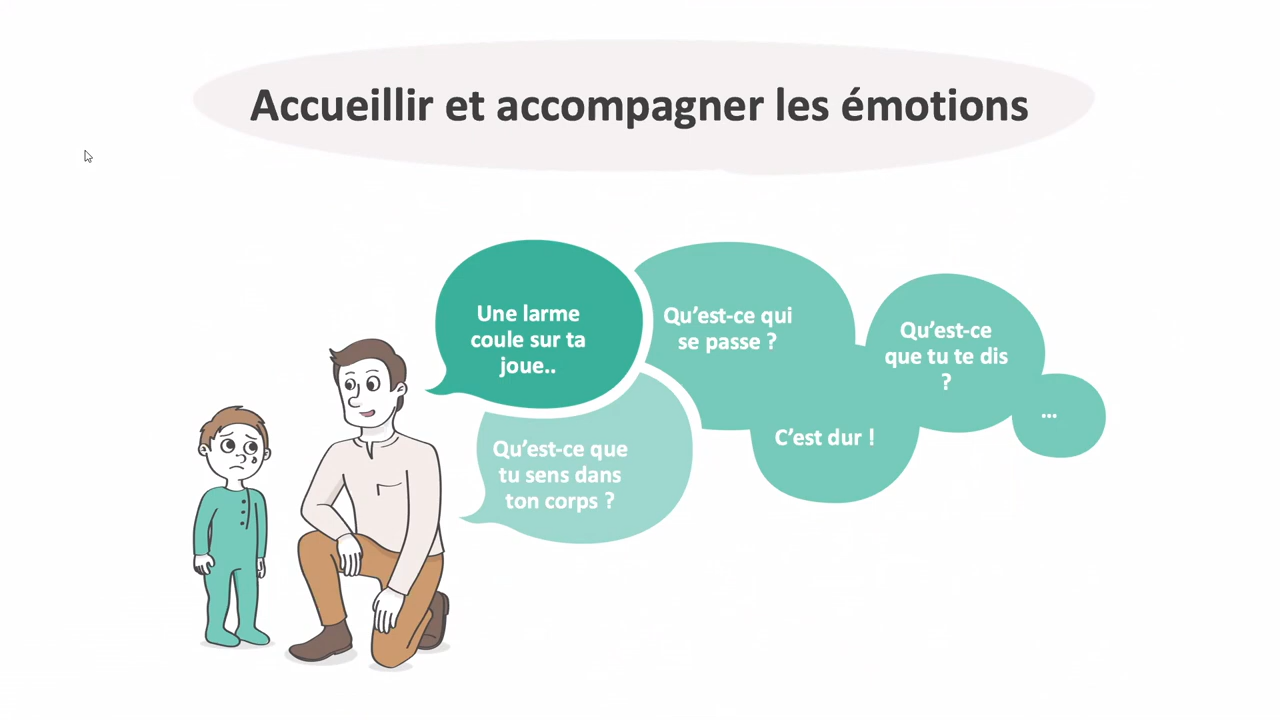 Accueillir et accompagner les émotions
Une larme
coule sur ta
joue..
Qu’est-ce qui
se passe ?
Qu’est-ce
que tu te dis
?
...
C’est dur !
Qu’est-ce que
tu sens dans
ton corps ?